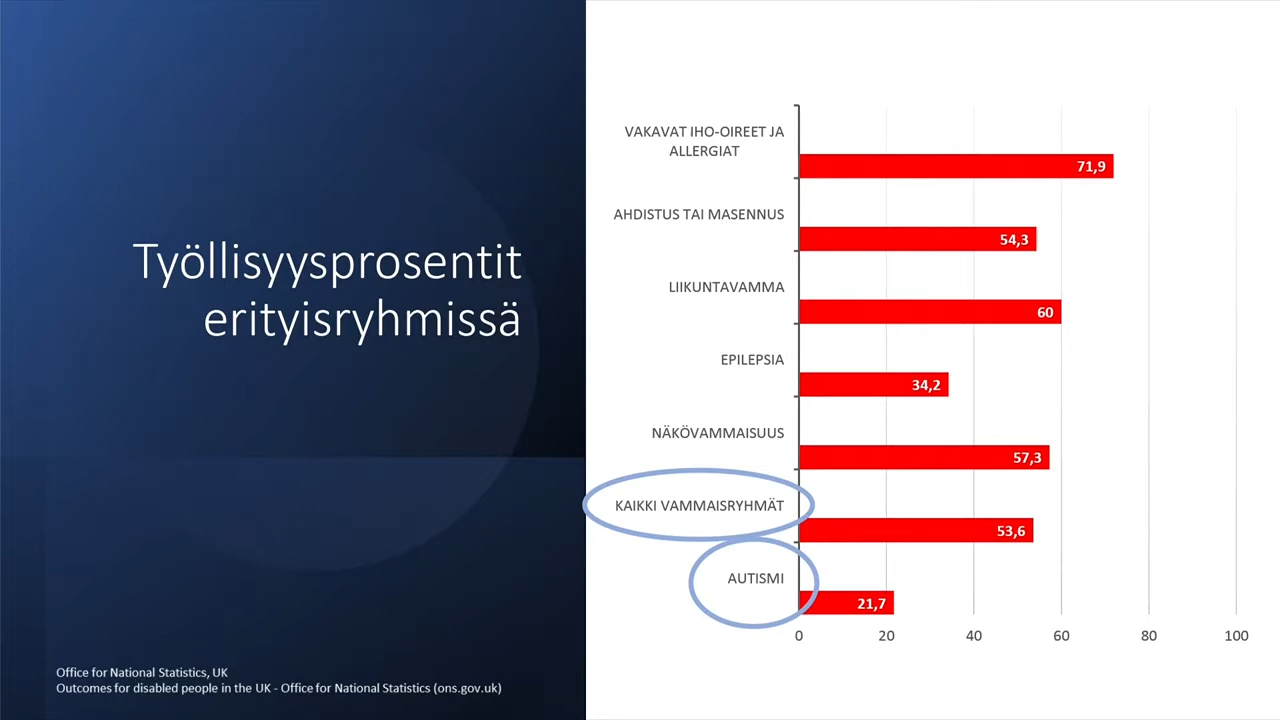 Työllisyysprosentit
erityisryhmissä
Office for National Statistics, UK
Outcomes for disabled people in the UK - Office for National Statistics (ons.gov.uk)
VAKAVAT IHO-OIREET JA
ALLERGIAT
71,9
AHDISTUS TAI MASENNUS
54,3
LIIKUNTAVAMMA
60
EPILEPSIA
34,2
NÄKÖVAMMAISUUS
57,3
KAIKKI VAMMAISRYHMÄT
53,6
AUTISMI
21,7
0 20 40 60 80 100